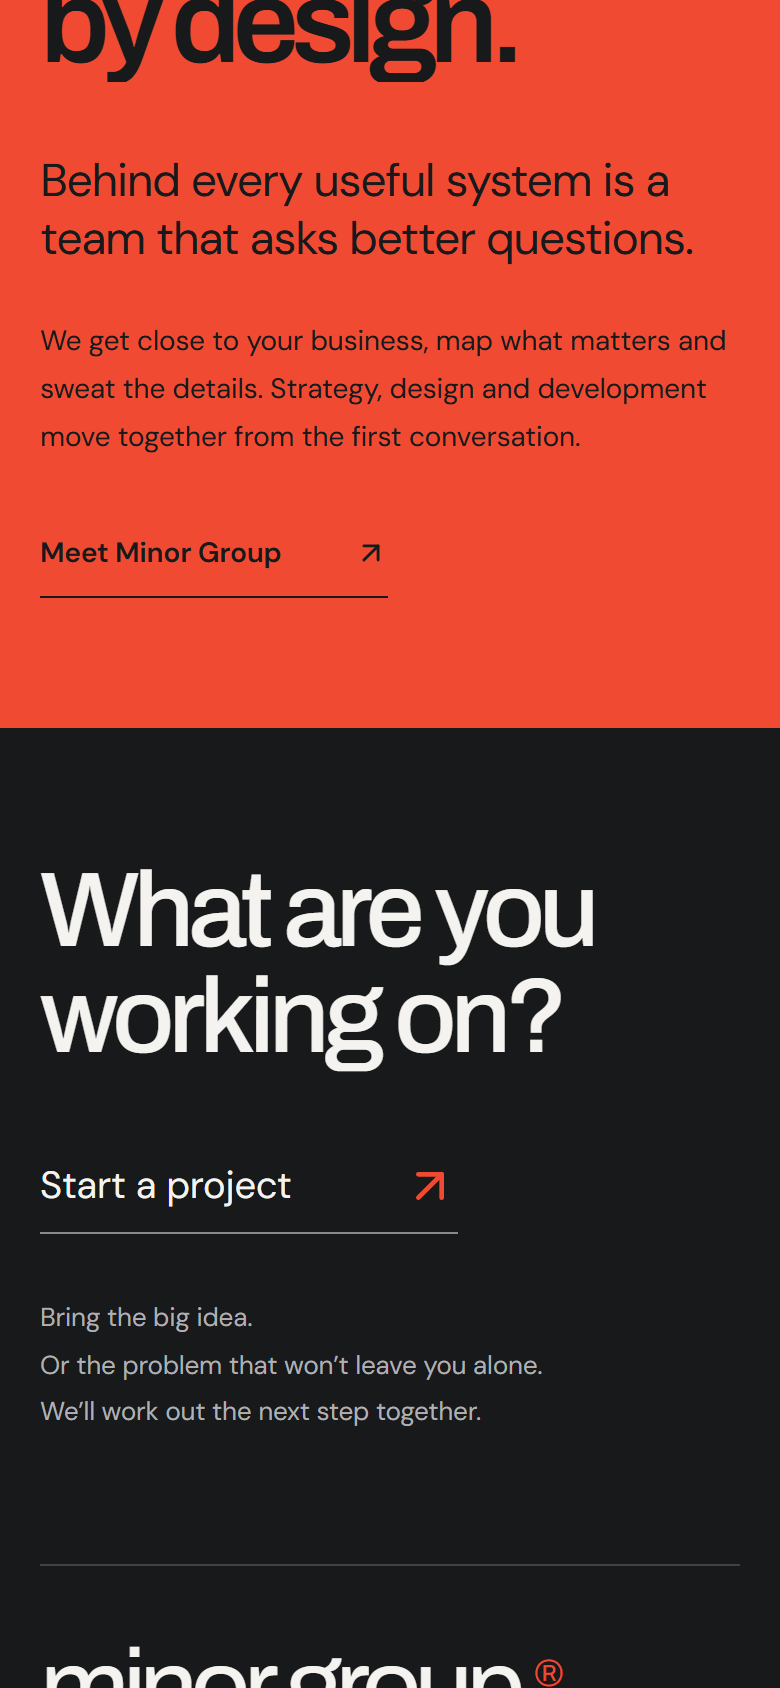 by design.
Behind every useful system is a
team that asks better questions.
We get close to your business, map what matters and
sweat the details. Strategy, design and development
move together from the first conversation.
Meet Minor Group
What are you
working on?
Start a project
Bring the big idea.
Or the problem that won’t leave you alone.
We’ll work out the next step together.
minor group®